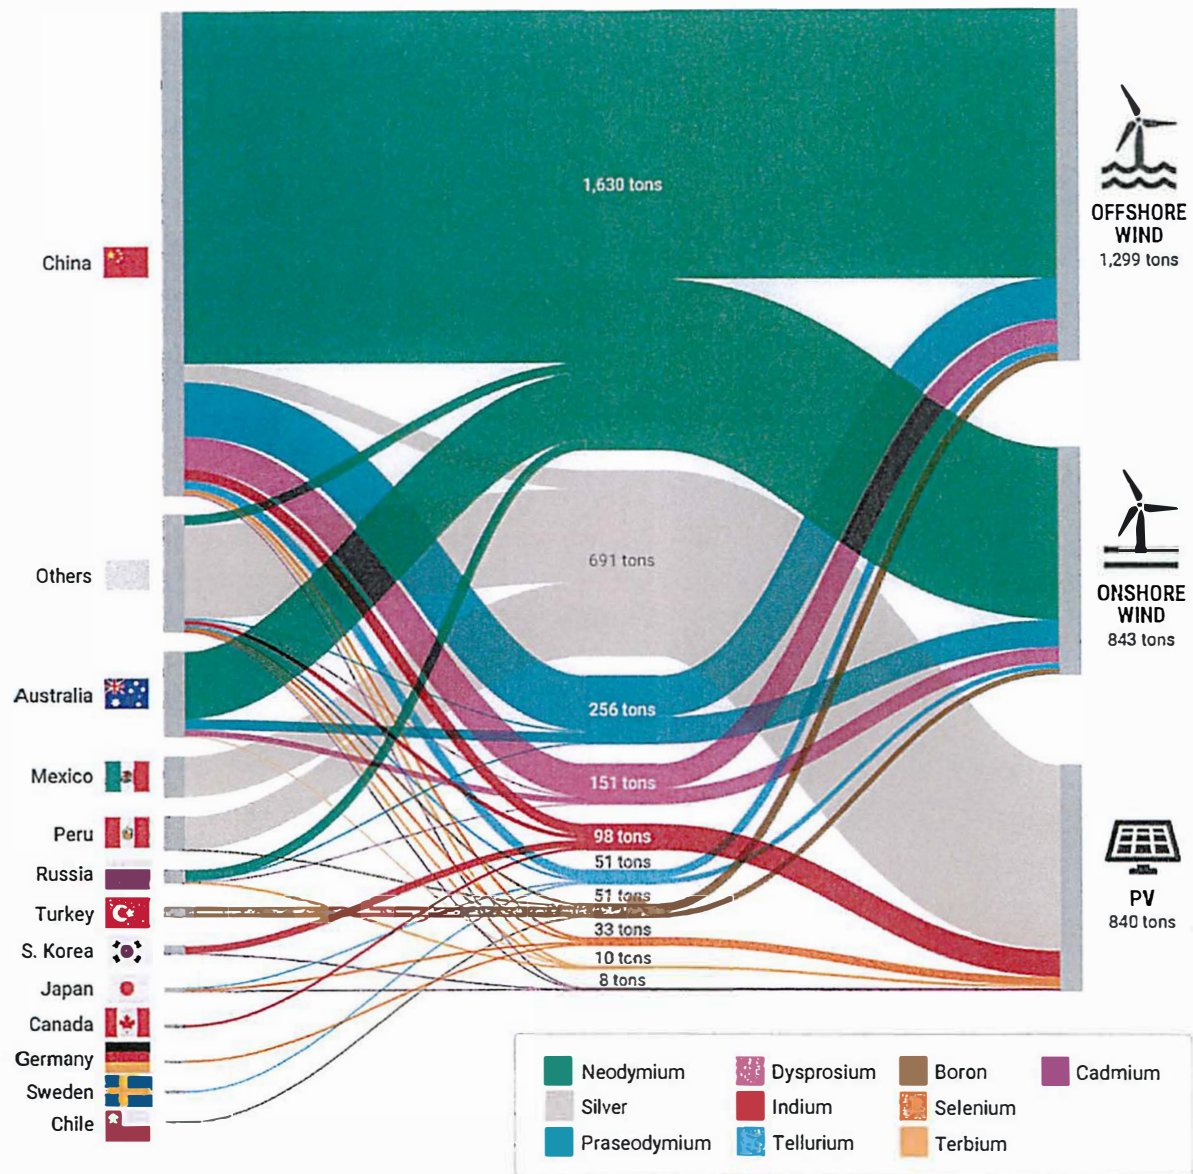 China
Others
Australia
Mexico
Peru
Russia
Turkey
S. Korea
Japan
Canada
Germany
Sweden
Chile
1,630 tons
691 tons
256 tons
151 tons
98 tons
51 tons
51 tons
33 tons
10 tons
8 tons
OFFSHORE
WIND
1,299 tons
ONSHORE
WIND
843 tons
PV
840 tons
Neodymium
Silver
Praseodymium
Dysprosium
Indium
Tellurium
Boron
Selenium
Terbium
Cadmium